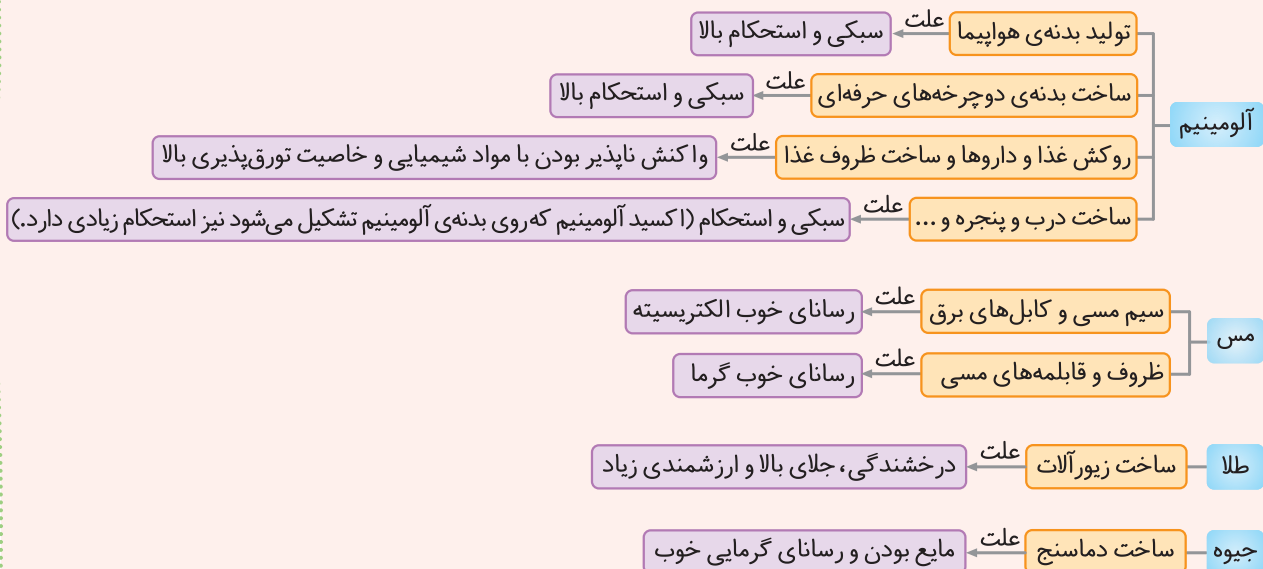 آلومینیم
تولید بدنه‌ی هواپیما علت سبکی و استحکام بالا
ساخت بدنه‌ی دوچرخه‌های حرفه‌ای علت سبکی و استحکام بالا
روکش غذا و داروها و ساخت ظروف غذا علت واکنش ناپذیر بودن با مواد شیمیایی و خاصیت تورق‌پذیری بالا
ساخت درب و پنجره و ... علت سبکی و استحکام (اکسید آلومینیم که روی بدنه‌ی آلومینیم تشکیل می‌شود نیز استحکام زیادی دارد.)
مس
سیم مسی و کابل‌های برق علت رسانای خوب الکتریسیته
ظروف و قابلمه‌های مسی علت رسانای خوب گرما
طلا ساخت زیورآلات علت درخشندگی، جلای بالا و ارزشمندی زیاد
جیوه ساخت دماسنج علت مایع بودن و رسانای گرمایی خوب